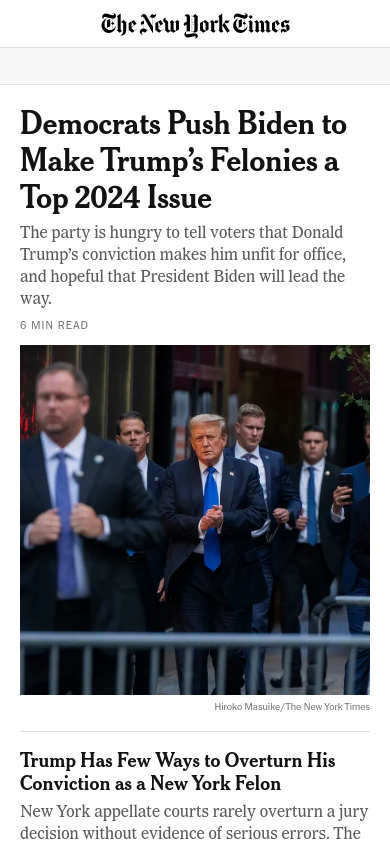 The New York Times
Democrats Push Biden to
Make Trump’s Felonies a
Top 2024 Issue
The party is hungry to tell voters that Donald
Trump’s conviction makes him unfit for office,
and hopeful that President Biden will lead the
way.
6 MIN READ
Hiroko Masuike/The New York Times
Trump Has Few Ways to Overturn His
Conviction as a New York Felon
New York appellate courts rarely overturn a jury
decision without evidence of serious errors. The